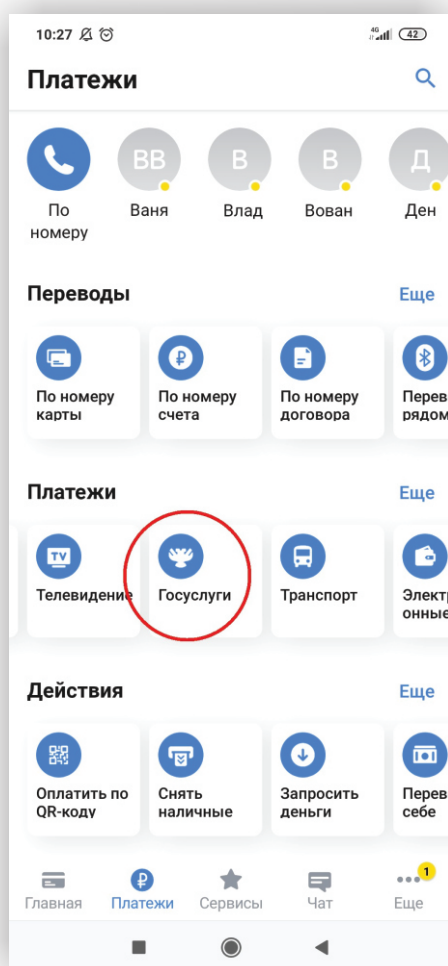 10:27
4G
42
Платежи
ВВ
В
В
Д
По
номеру
Ваня
Влад
Вован
Ден
Переводы
Еще
По номеру
карты
По номеру
счета
По номеру
договора
Перев
рядом
Платежи
Еще
TV
Телевидение
Госуслуги
Транспорт
Элект
онные
Действия
Еще
Оплатить по
QR-коду
Снять
наличные
Запросить
деньги
Перев
себе
1
Главная
Платежи
Сервисы
Чат
Еще